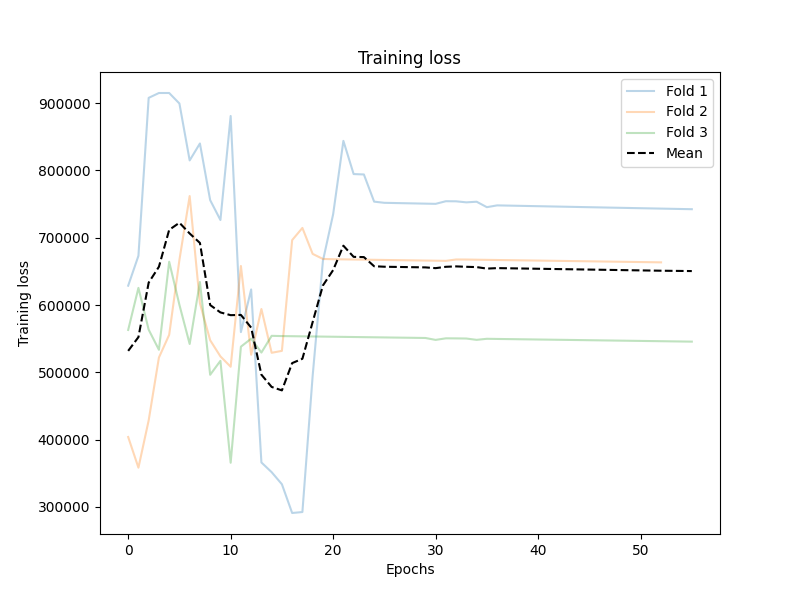 Training loss
Training loss
900000
800000
700000
600000
500000
400000
300000
0
10
20
30
40
50
Epochs
Fold 1
Fold 2
Fold 3
Mean